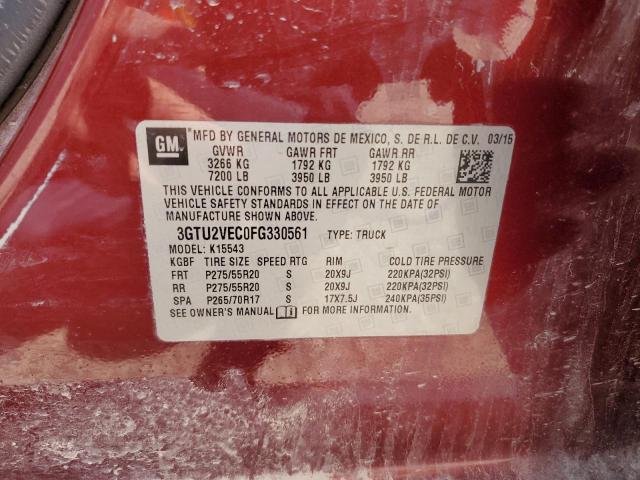 GM
MFD BY GENERAL MOTORS DE MEXICO, S. DE R.L. DE C.V. 03/15
GVWR GAWR FRT GAWR RR
3266 KG 1792 KG 1792 KG
7200 LB 3950 LB 3950 LB
THIS VEHICLE CONFORMS TO ALL APPLICABLE U.S. FEDERAL MOTOR
VEHICLE SAFETY STANDARDS IN EFFECT ON THE DATE OF
MANUFACTURE SHOWN ABOVE.
3GTU2VEC0FG330561 TYPE: TRUCK
MODEL: K15543
KGBF TIRE SIZE SPEED RTG RIM COLD TIRE PRESSURE
FRT P275/55R20 S 20X9J 220KPA(32PSI)
RR P275/55R20 S 20X9J 220KPA(32PSI)
SPA P265/70R17 S 17X7.5J 240KPA(35PSI)
SEE OWNER'S MANUAL FOR MORE INFORMATION.